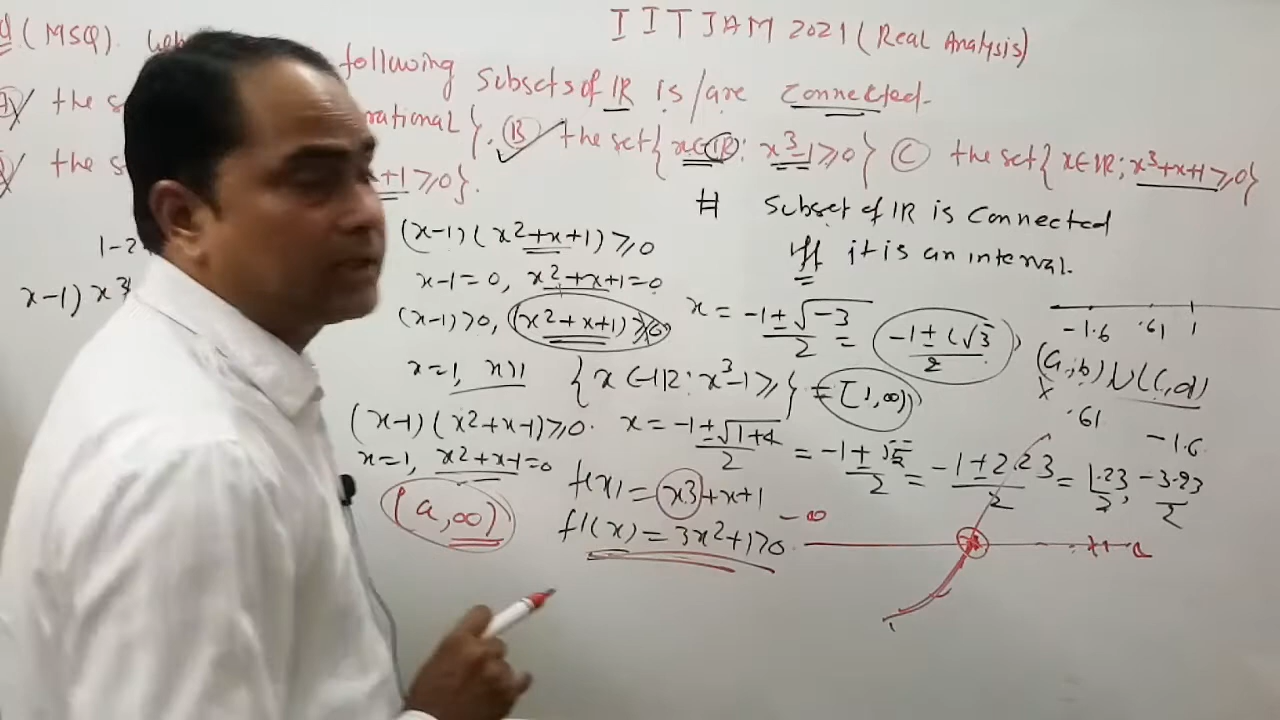 IIT JAM 2021 (Real Analysis)
Q (MSQ). following Subsets of IR is/are Connected.
(A) the s rational}. (B) the set {x∈IR: x³-1≥0} (C) the set {x∈IR; x³+x+1≥0}
the s +1≥0}.
# Subset of IR is Connected
iff it is an interval.
1-2
x-1) x³
(x-1)(x²+x+1)≥0
x-1=0, x²+x+1=0
(x-1)>0, (x²+x+1)≥0
x = -1±√-3/2 = -1±i√3/2
x=1, x>1 {x∈IR: x³-1≥} = [1,∞)
-1.6 .61 1
(a,b)∪(c,d)
x
.61
-1.6
(x-1)(x²+x-1)≥0.
x=1, x²+x-1=0
x = -1±√1+4/2 = -1±√5/2 = -1±2.23/2 = 1.23/2, -3.23/2
(a,∞)
f(x) = x3+x+1
f'(x) = 3x²+1>0
-∞